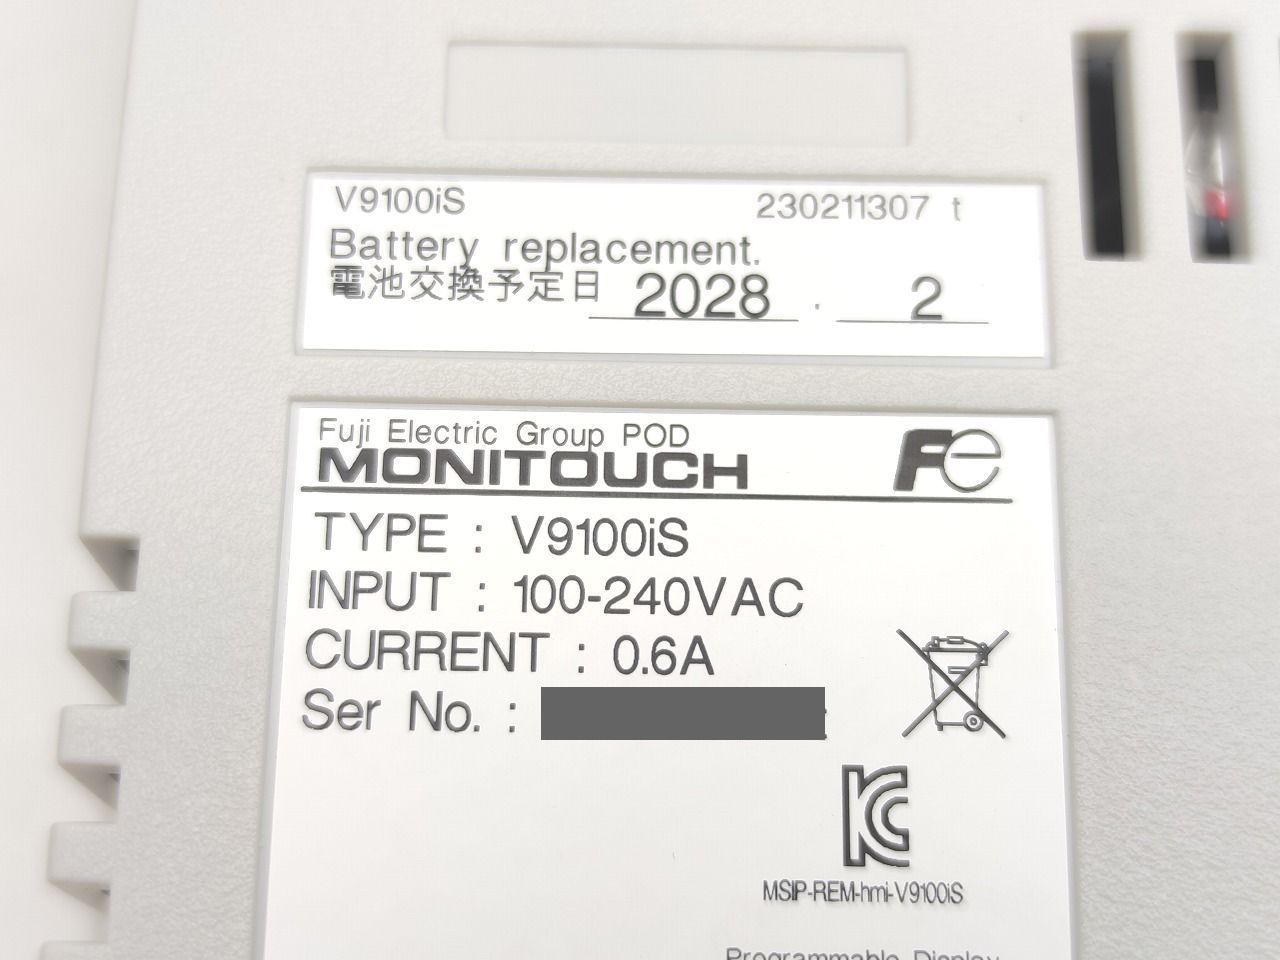 V9100iS 230211307 t
Battery replacement.
電池交換予定日 2028 . 2
Fuji Electric Group POD
MONITOUCH Fe
TYPE : V9100iS
INPUT : 100-240VAC
CURRENT : 0.6A
Ser No. :
KC
MSIP-REM-hmi-V9100iS
Programmable Display